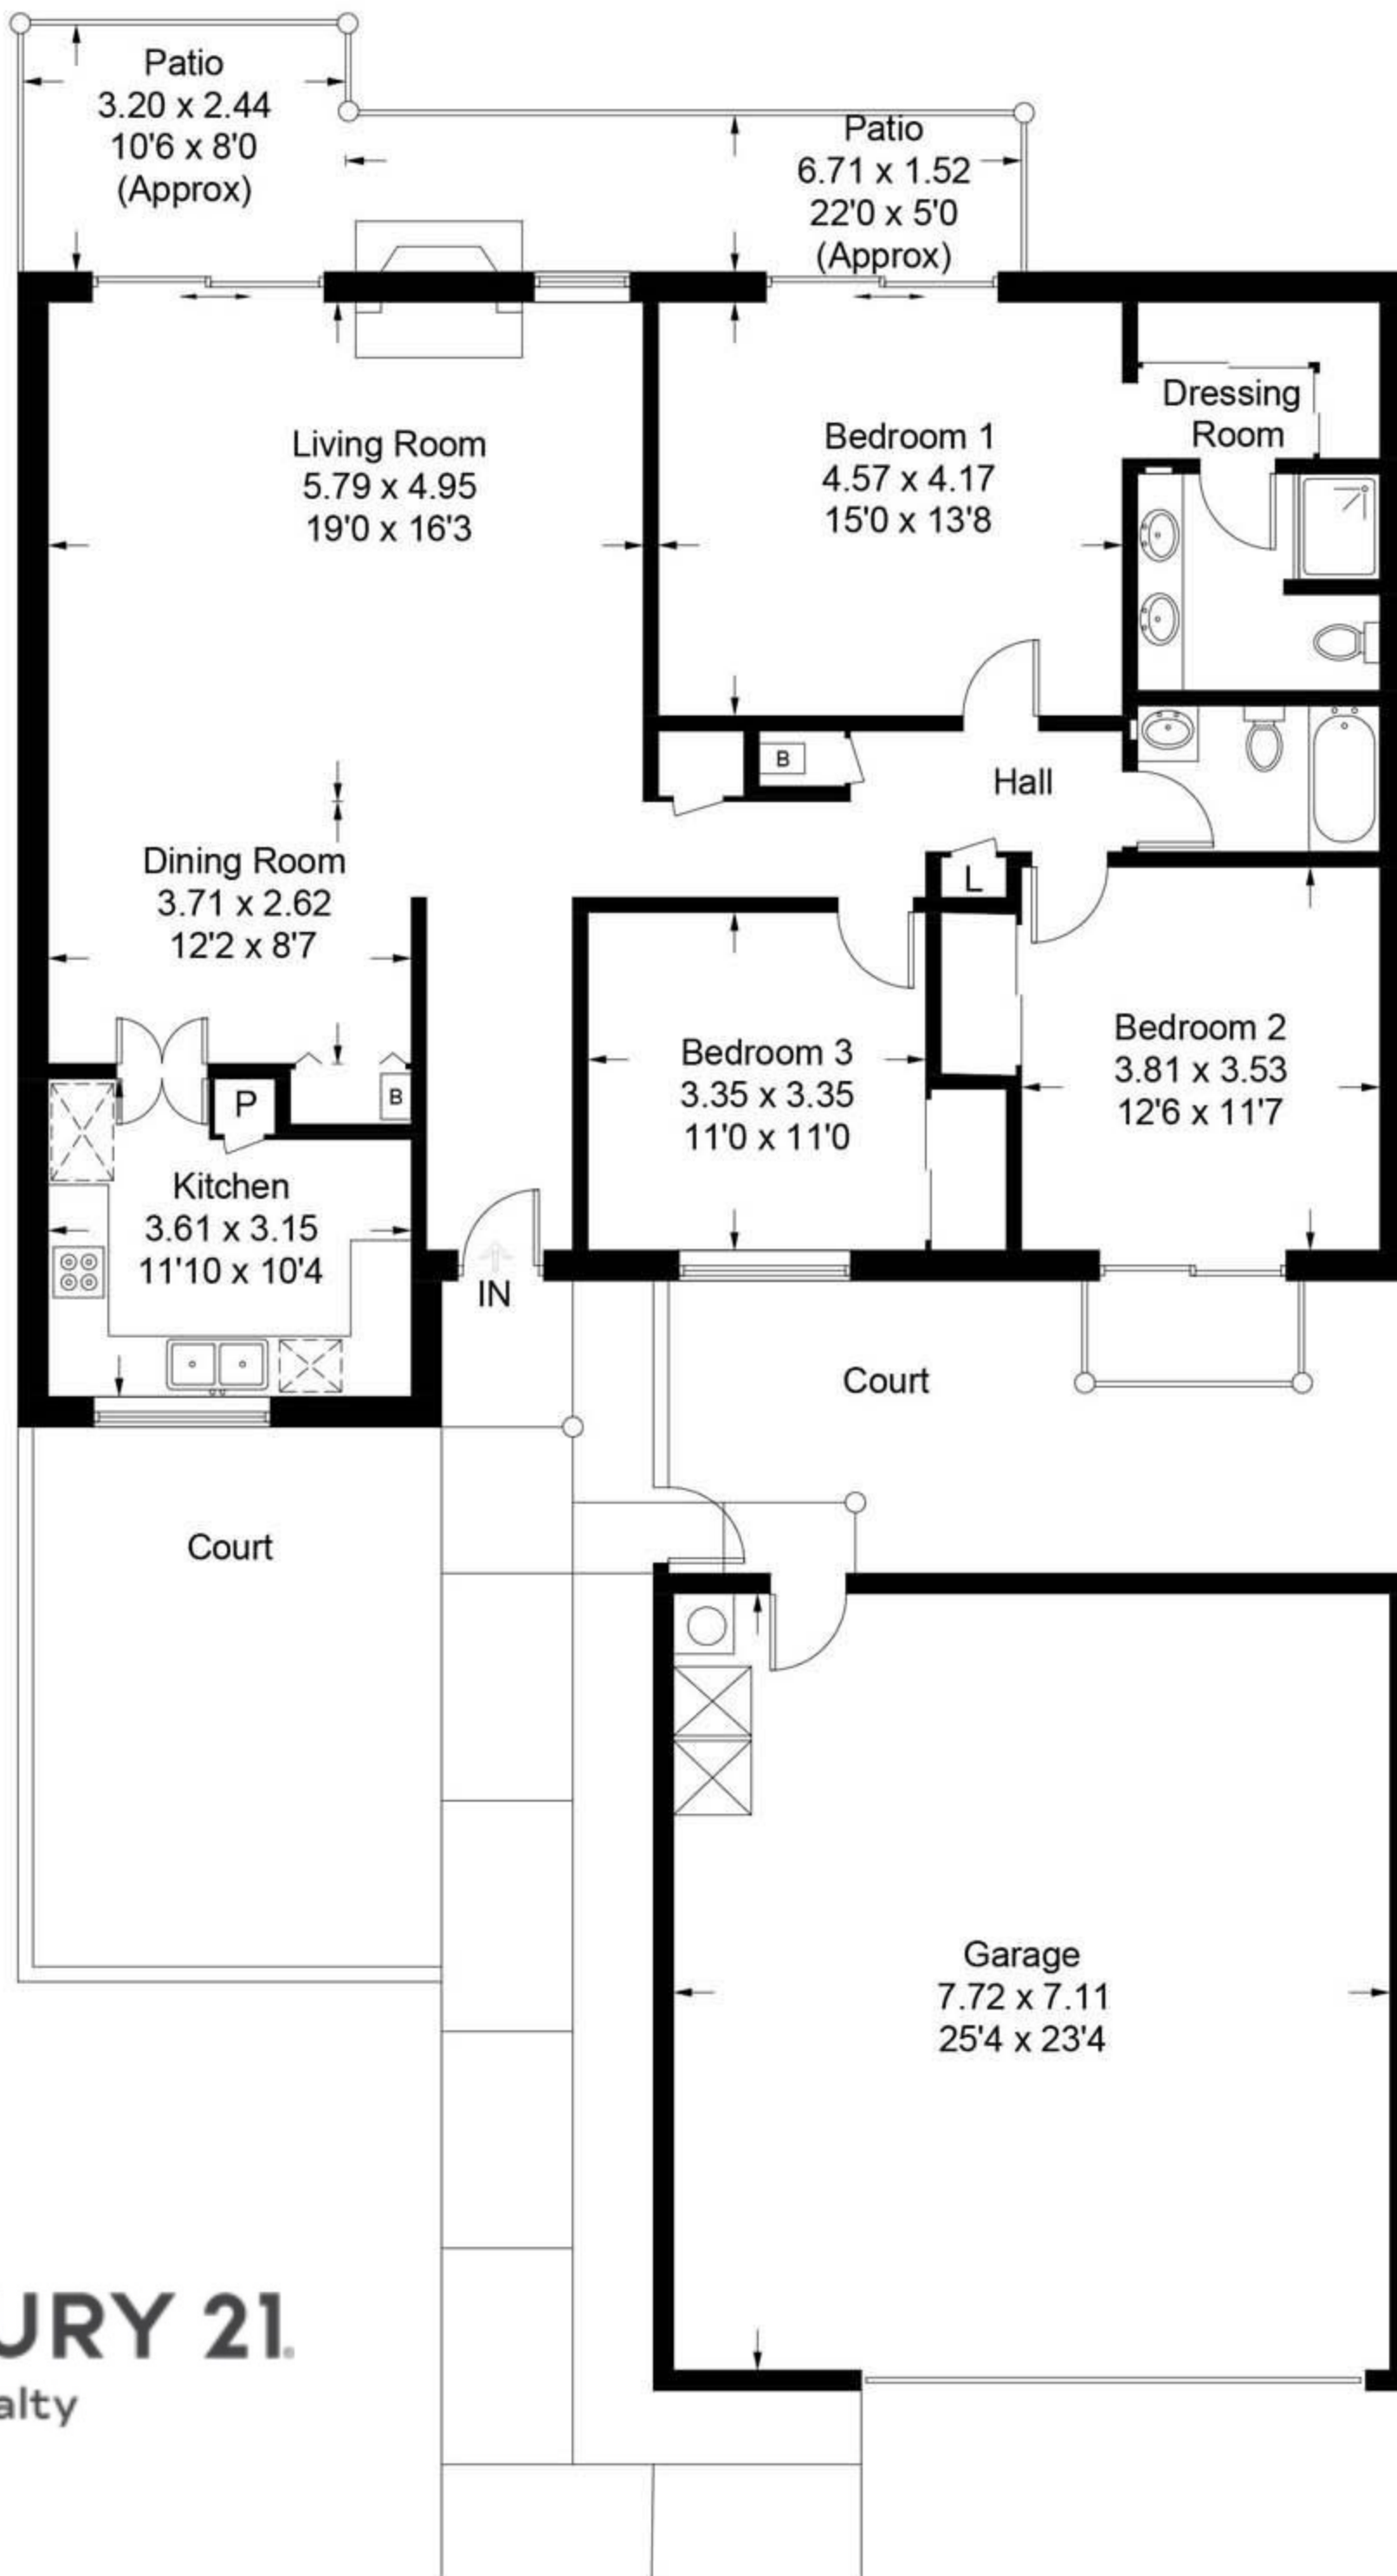 Patio
3.20 x 2.44
10'6 x 8'0
(Approx)
Patio
6.71 x 1.52
22'0 x 5'0
(Approx)
Living Room
5.79 x 4.95
19'0 x 16'3
Bedroom 1
4.57 x 4.17
15'0 x 13'8
Dressing
Room
B
Hall
Dining Room
3.71 x 2.62
12'2 x 8'7
L
Bedroom 3
3.35 x 3.35
11'0 x 11'0
Bedroom 2
3.81 x 3.53
12'6 x 11'7
P
B
Kitchen
3.61 x 3.15
11'10 x 10'4
IN
Court
Court
Garage
7.72 x 7.11
25'4 x 23'4
URY 21
alty